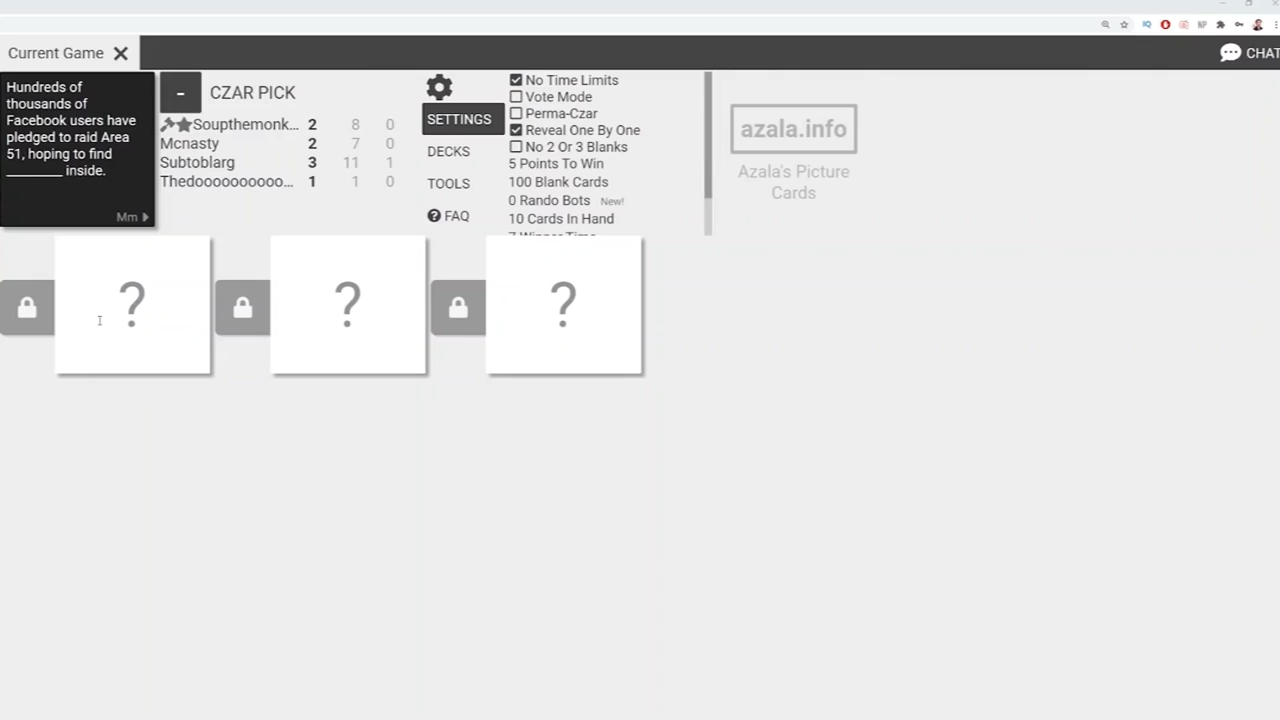 Current Game
CHAT
Hundreds of
thousands of
Facebook users have
pledged to raid Area
51, hoping to find
________ inside.
Mm
- CZAR PICK
Soupthemonk... 2 8 0
Mcnasty 2 7 0
Subtoblarg 3 11 1
Thedoooooooooo... 1 1 0
SETTINGS
DECKS
TOOLS
? FAQ
No Time Limits
Vote Mode
Perma-Czar
Reveal One By One
No 2 Or 3 Blanks
5 Points To Win
100 Blank Cards
0 Rando Bots New!
10 Cards In Hand
azala.info
Azala's Picture
Cards
? ? ?